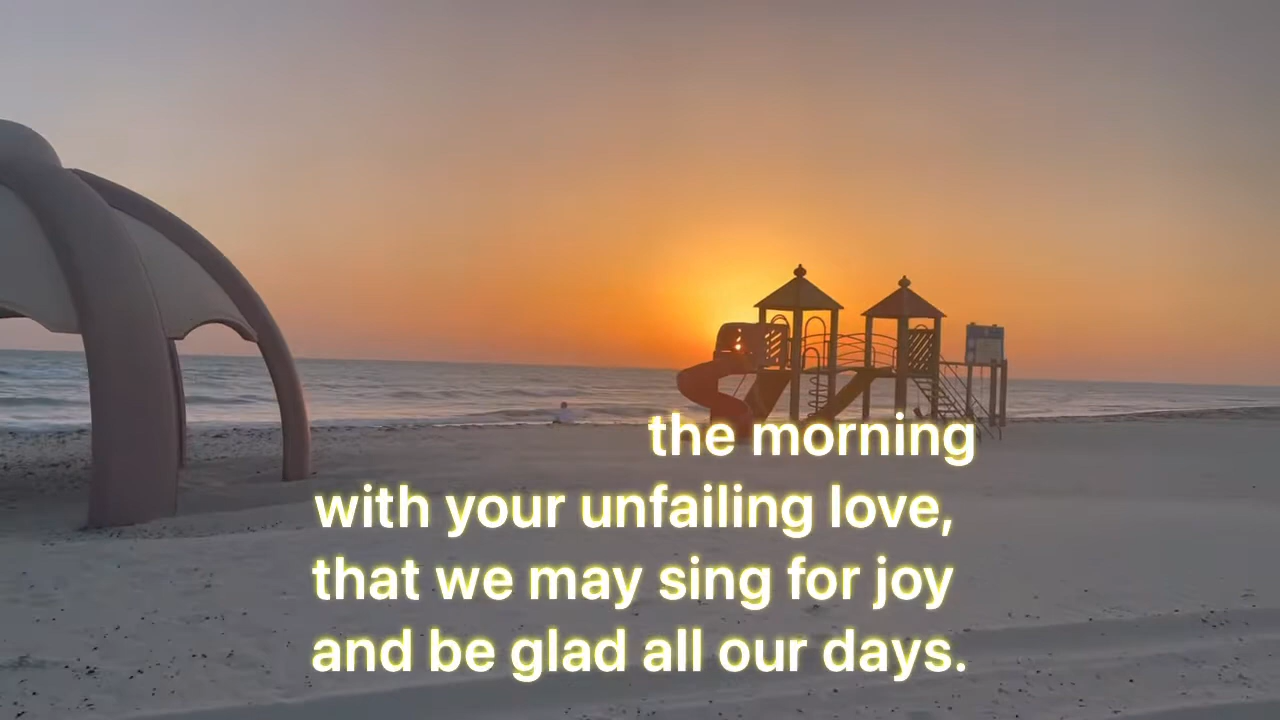 the morning
with your unfailing love,
that we may sing for joy
and be glad all our days.